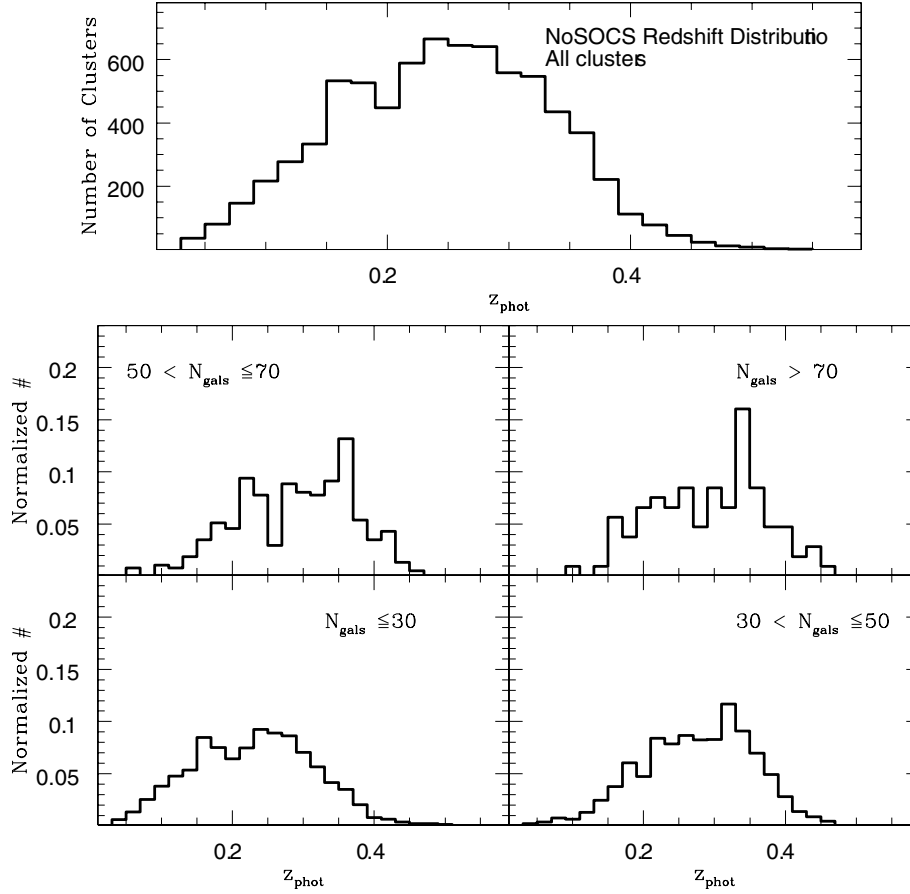 NoSOCS Redshift Distributino
All clusters
Number of Clusters
600
400
200
0.2 0.4
z_phot
50 < N_gals ≦70
N_gals > 70
Normalized #
0.2
0.15
0.1
0.05
N_gals ≦30
30 < N_gals ≦50
Normalized #
0.2
0.15
0.1
0.05
0.2 0.4
0.2 0.4
z_phot
z_phot